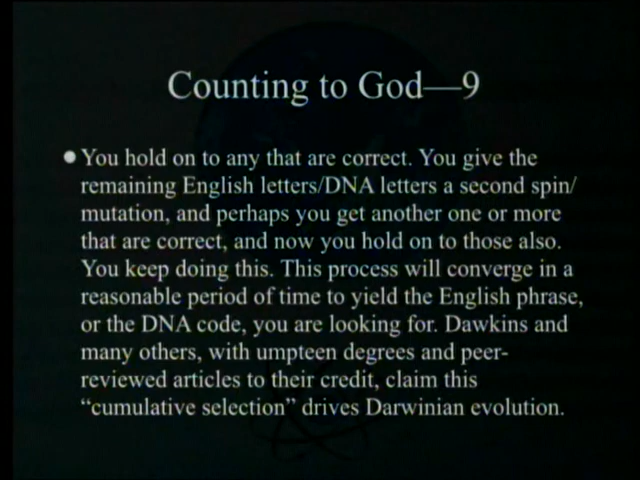 Counting to God—9
You hold on to any that are correct. You give the
remaining English letters/DNA letters a second spin/
mutation, and perhaps you get another one or more
that are correct, and now you hold on to those also.
You keep doing this. This process will converge in a
reasonable period of time to yield the English phrase,
or the DNA code, you are looking for. Dawkins and
many others, with umpteen degrees and peer-
reviewed articles to their credit, claim this
“cumulative selection” drives Darwinian evolution.